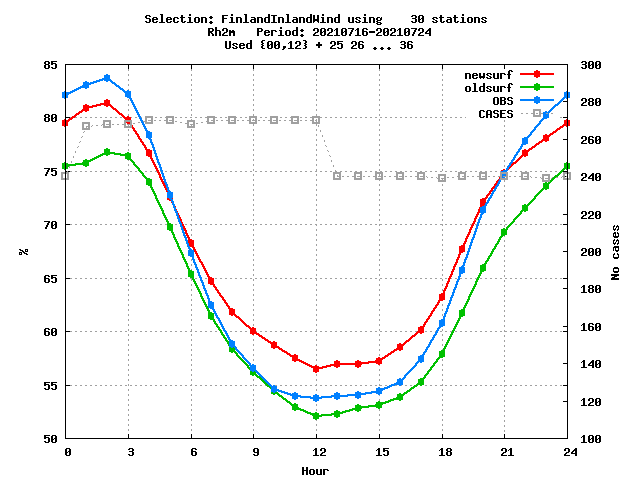 Selection: FinlandInlandWind using    30 stations
Rh2m   Period: 20210716-20210724
Used {00,12} + 25 26 ... 36
newsurf
oldsurf
OBS
CASES
85
80
75
70
65
60
55
50
%
300
280
260
240
220
200
180
160
140
120
100
No cases
0 3 6 9 12 15 18 21 24
Hour